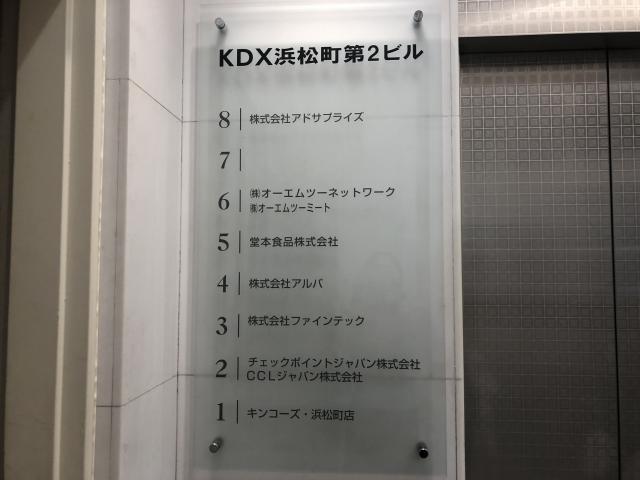 KDX浜松町第2ビル
8 株式会社アドサプライズ
7
6 ㈱オーエムツーネットワーク
㈱オーエムツーミート
5 堂本食品株式会社
4 株式会社アルバ
3 株式会社ファインテック
2 チェックポイントジャパン株式会社
CCLジャパン株式会社
1 キンコーズ・浜松町店